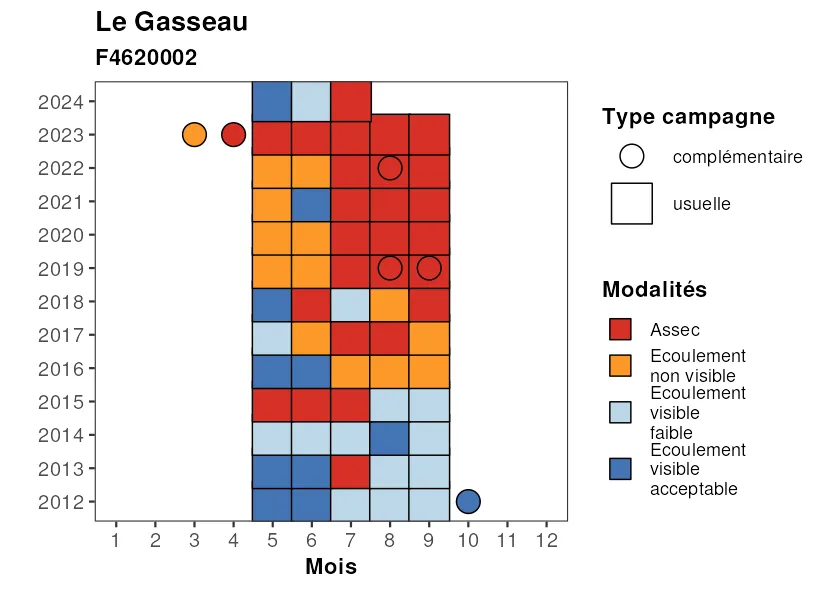 Le Gasseau
F4620002
2024
2023
2022
2021
2020
2019
2018
2017
2016
2015
2014
2013
2012
1 2 3 4 5 6 7 8 9 10 11 12
Mois
Type campagne
complémentaire
usuelle
Modalités
Assec
Ecoulement
non visible
Ecoulement
visible
faible
Ecoulement
visible
acceptable